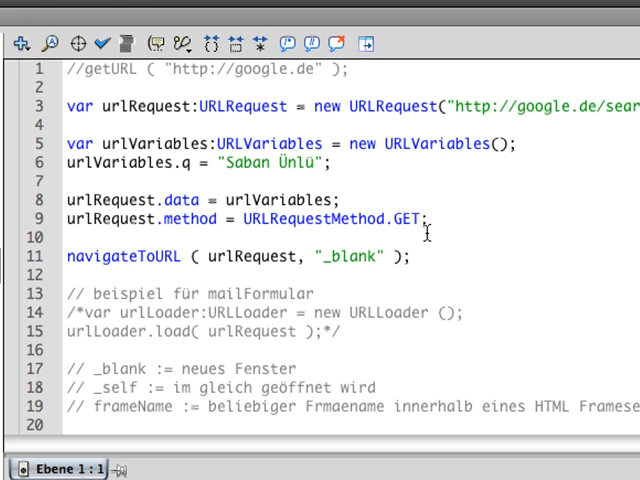 1 //getURL ( "http://google.de" );
2
3 var urlRequest:URLRequest = new URLRequest("http://google.de/sear
4
5 var urlVariables:URLVariables = new URLVariables();
6 urlVariables.q = "Saban Ünlü";
7
8 urlRequest.data = urlVariables;
9 urlRequest.method = URLRequestMethod.GET;
10
11 navigateToURL ( urlRequest, "_blank" );
12
13 // beispiel für mailFormular
14 /*var urlLoader:URLLoader = new URLLoader ();
15 urlLoader.load( urlRequest );*/
16
17 // _blank := neues Fenster
18 // _self := im gleich geöffnet wird
19 // frameName := beliebiger Frmaename innerhalb eines HTML Framese
20
Ebene 1 : 1